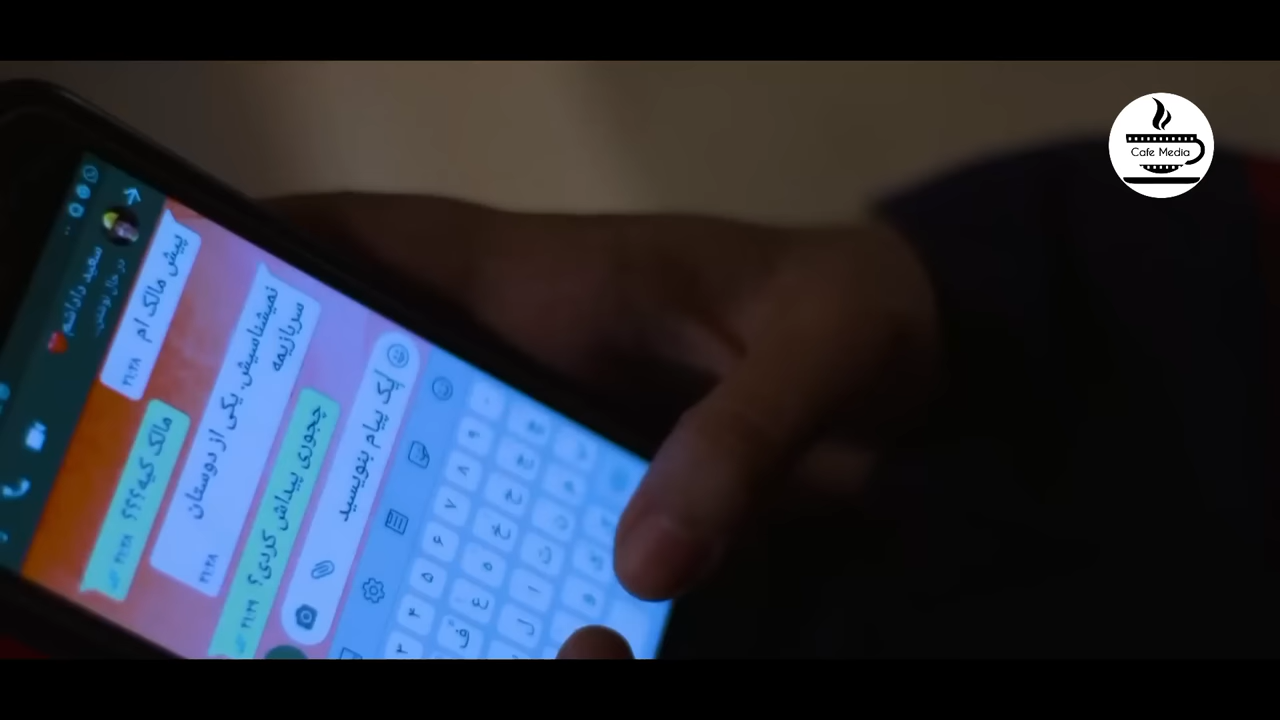 Cafe Media
سعید داداشم
در حال نوشتن...
پیش مالک ام
۲۱:۲۸
مالک کیه؟؟؟؟
۲۱:۲۸
نمیشناسیش، یکی از دوستان
سربازیمه
۲۱:۲۸
چجوری پیداش کردی؟
۲۱:۲۹
یک پیام بنویسید